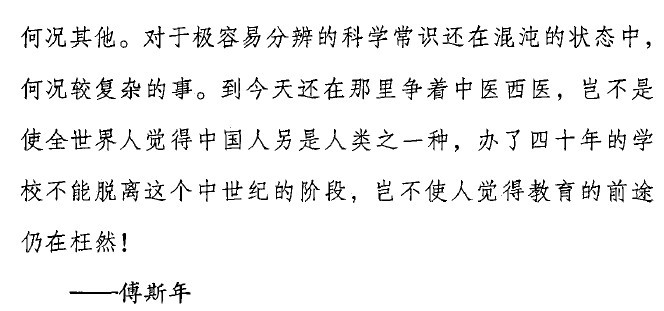 何况其他。对于极容易分辨的科学常识还在混沌的状态中，
何况较复杂的事。到今天还在那里争着中医西医，岂不是
使全世界人觉得中国人另是人类之一种，办了四十年的学
校不能脱离这个中世纪的阶段，岂不使人觉得教育的前途
仍在枉然！
——傅斯年